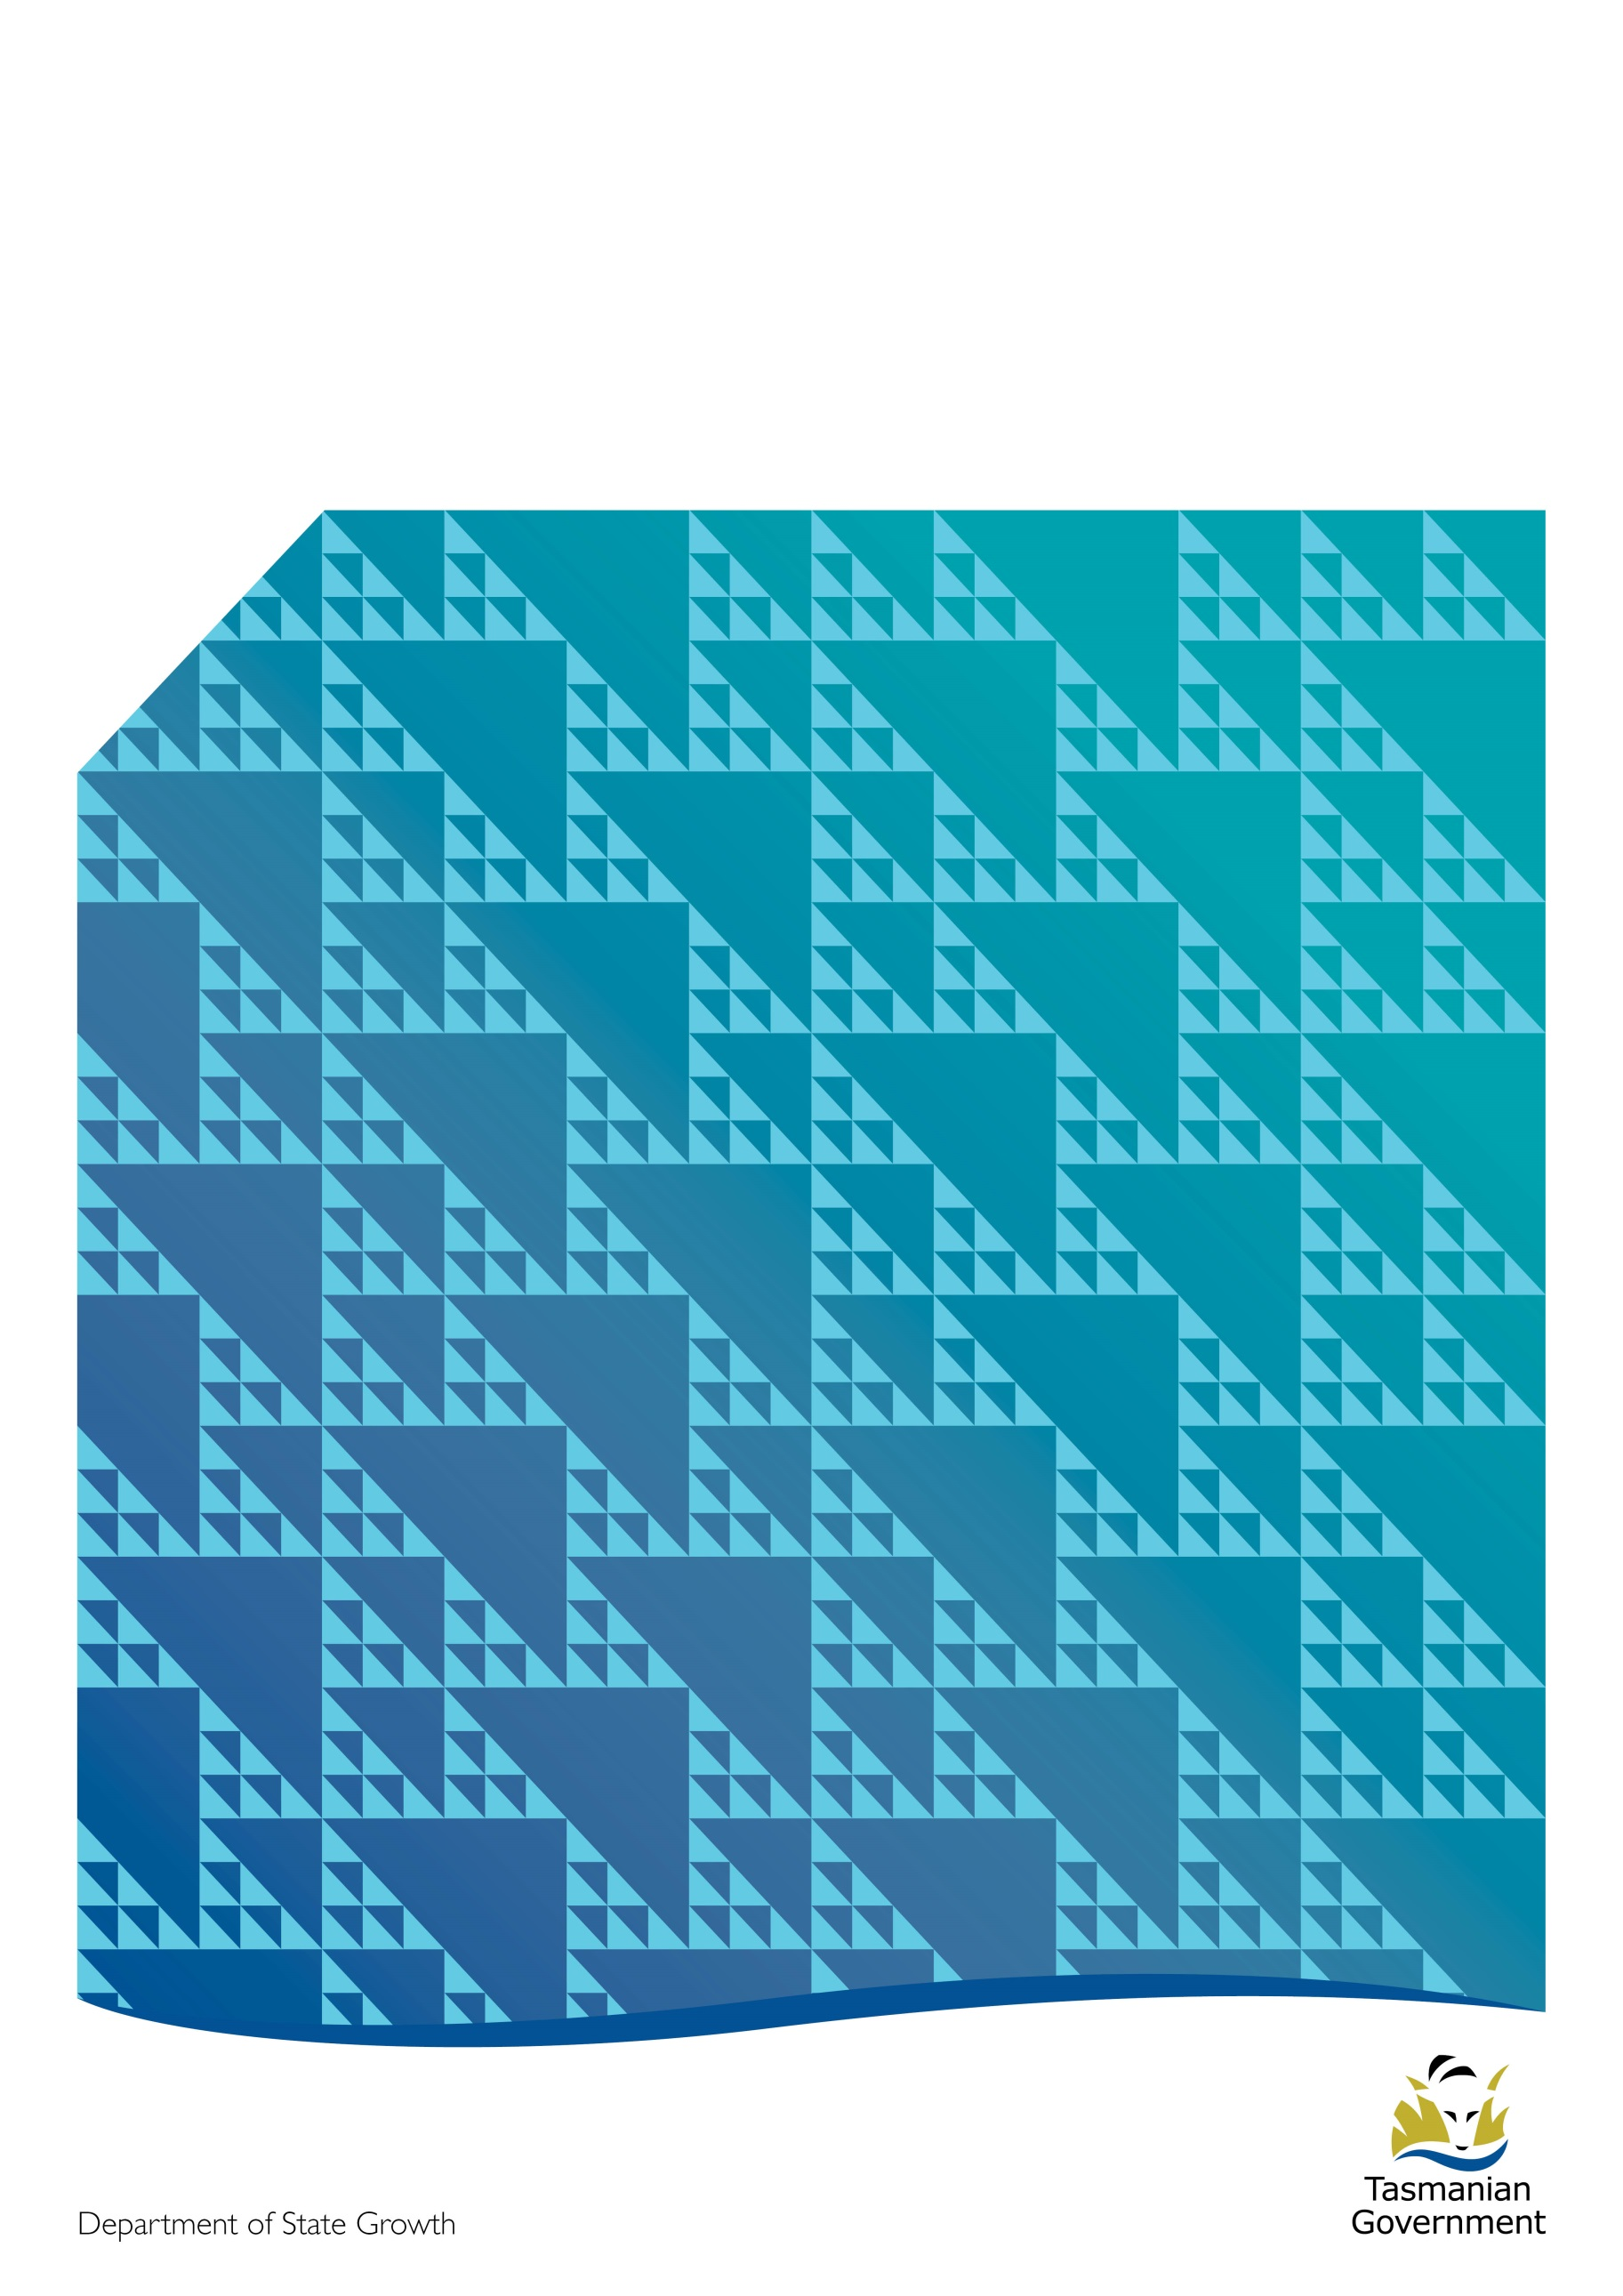 Department of State Growth
Tasmanian
Government